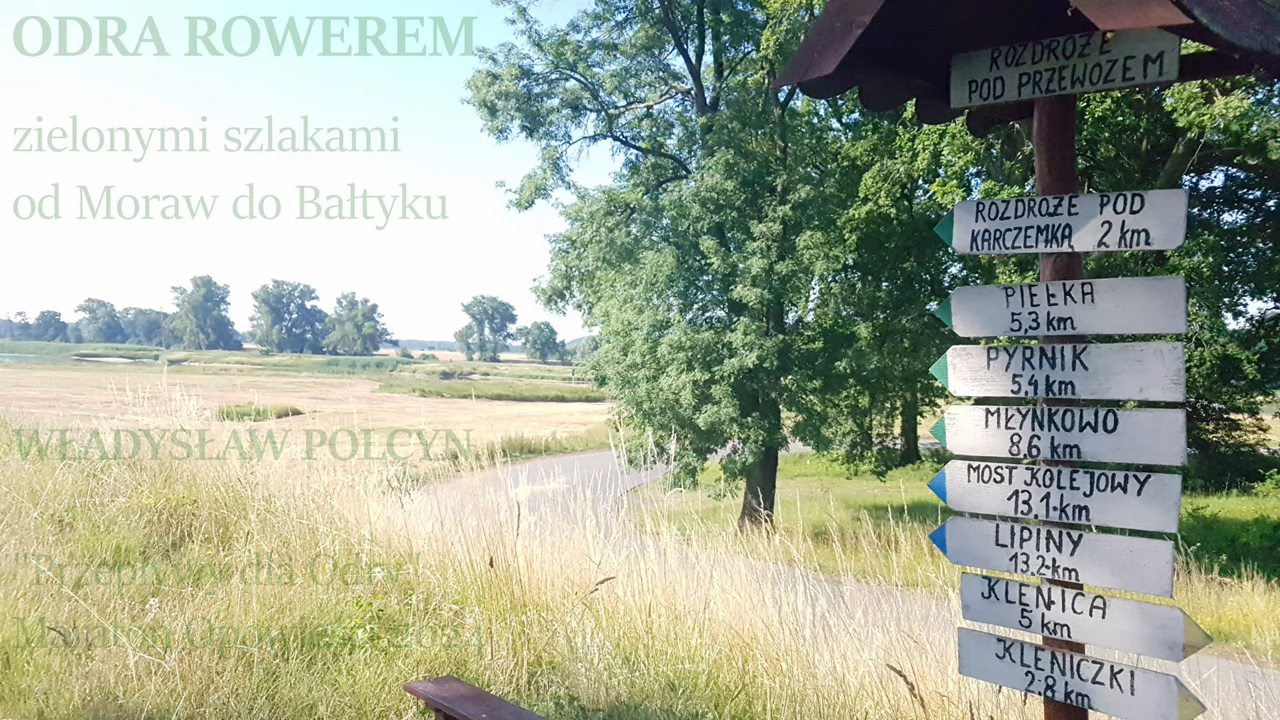 ODRA ROWEREM
zielonymi szlakami
od Moraw do Bałtyku
WŁADYSŁAW POLCYN
ROZDROŻE
POD PRZEWOZEM
ROZDROŻE POD
KARCZEMKĄ 2 km
PIEŁKA
5,3 km
PYRNIK
5,4 km
MŁYNKOWO
8,6 km
MOST KOLEJOWY
13,1 km
LIPINY
13.2 km
KLENICA
5 km
KLENICZKI
2.8 km